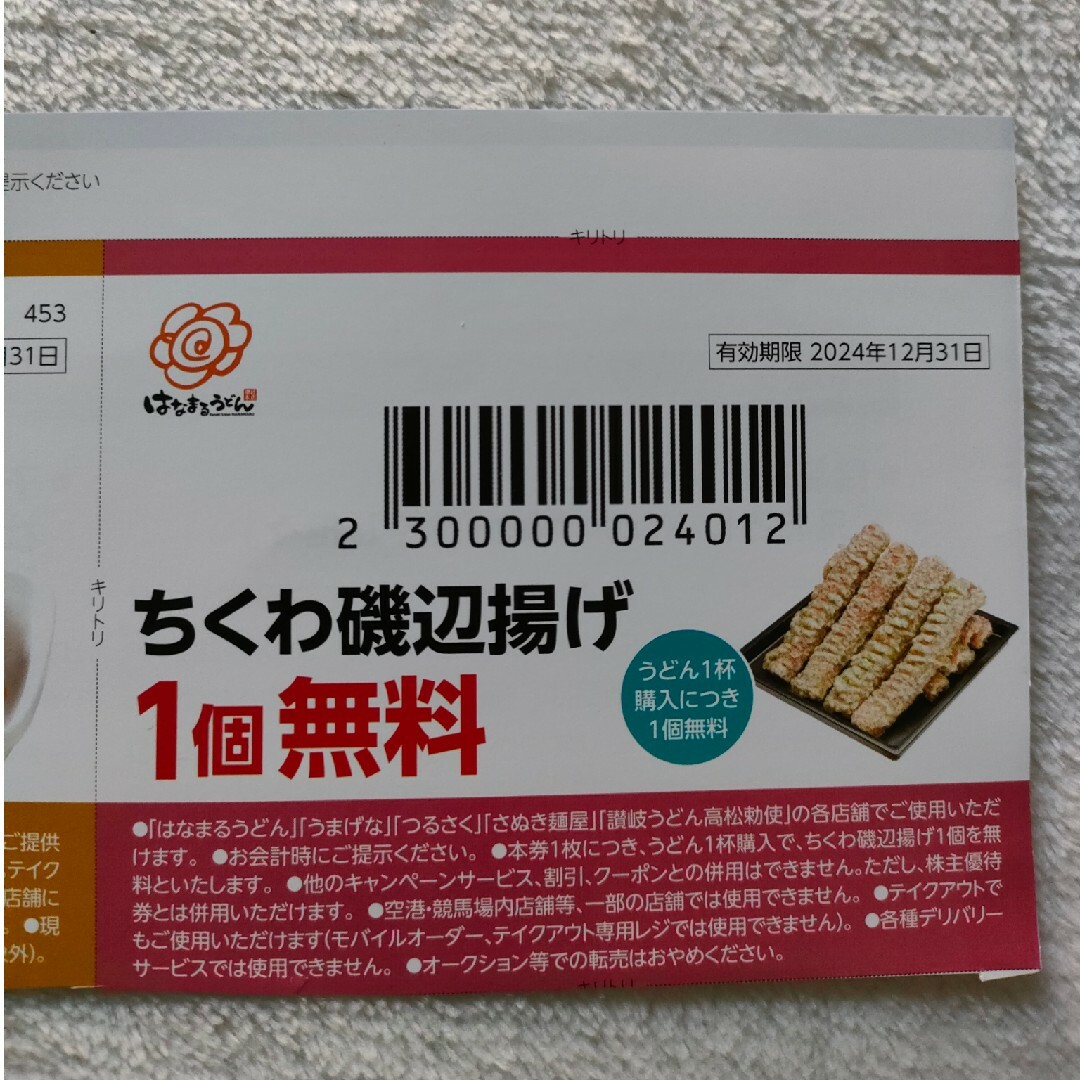 提示ください
キリトリ
453
31日
はなまるうどん
有効期限 2024年12月31日
2 300000 024012
キリトリ
ちくわ磯辺揚げ
1個無料
うどん1杯
購入につき
1個無料
ご提供
テイク
店舗に
。●現
外)。
●「はなまるうどん」「うまげな」「つるさく」「さぬき麺屋」「讃岐うどん高松勅使」の各店舗でご使用いただ
けます。 ●お会計時にご提示ください。 ●本券1枚につき、うどん1杯購入で、ちくわ磯辺揚げ1個を無
料といたします。 ●他のキャンペーンサービス、割引、クーポンとの併用はできません。ただし、株主優待
券とは併用いただけます。 ●空港・競馬場内店舗等、一部の店舗では使用できません。 ●テイクアウトで
もご使用いただけます(モバイルオーダー、テイクアウト専用レジでは使用できません)。 ●各種デリバリー
サービスでは使用できません。 ●オークション等での転売はおやめください。
キリトリ